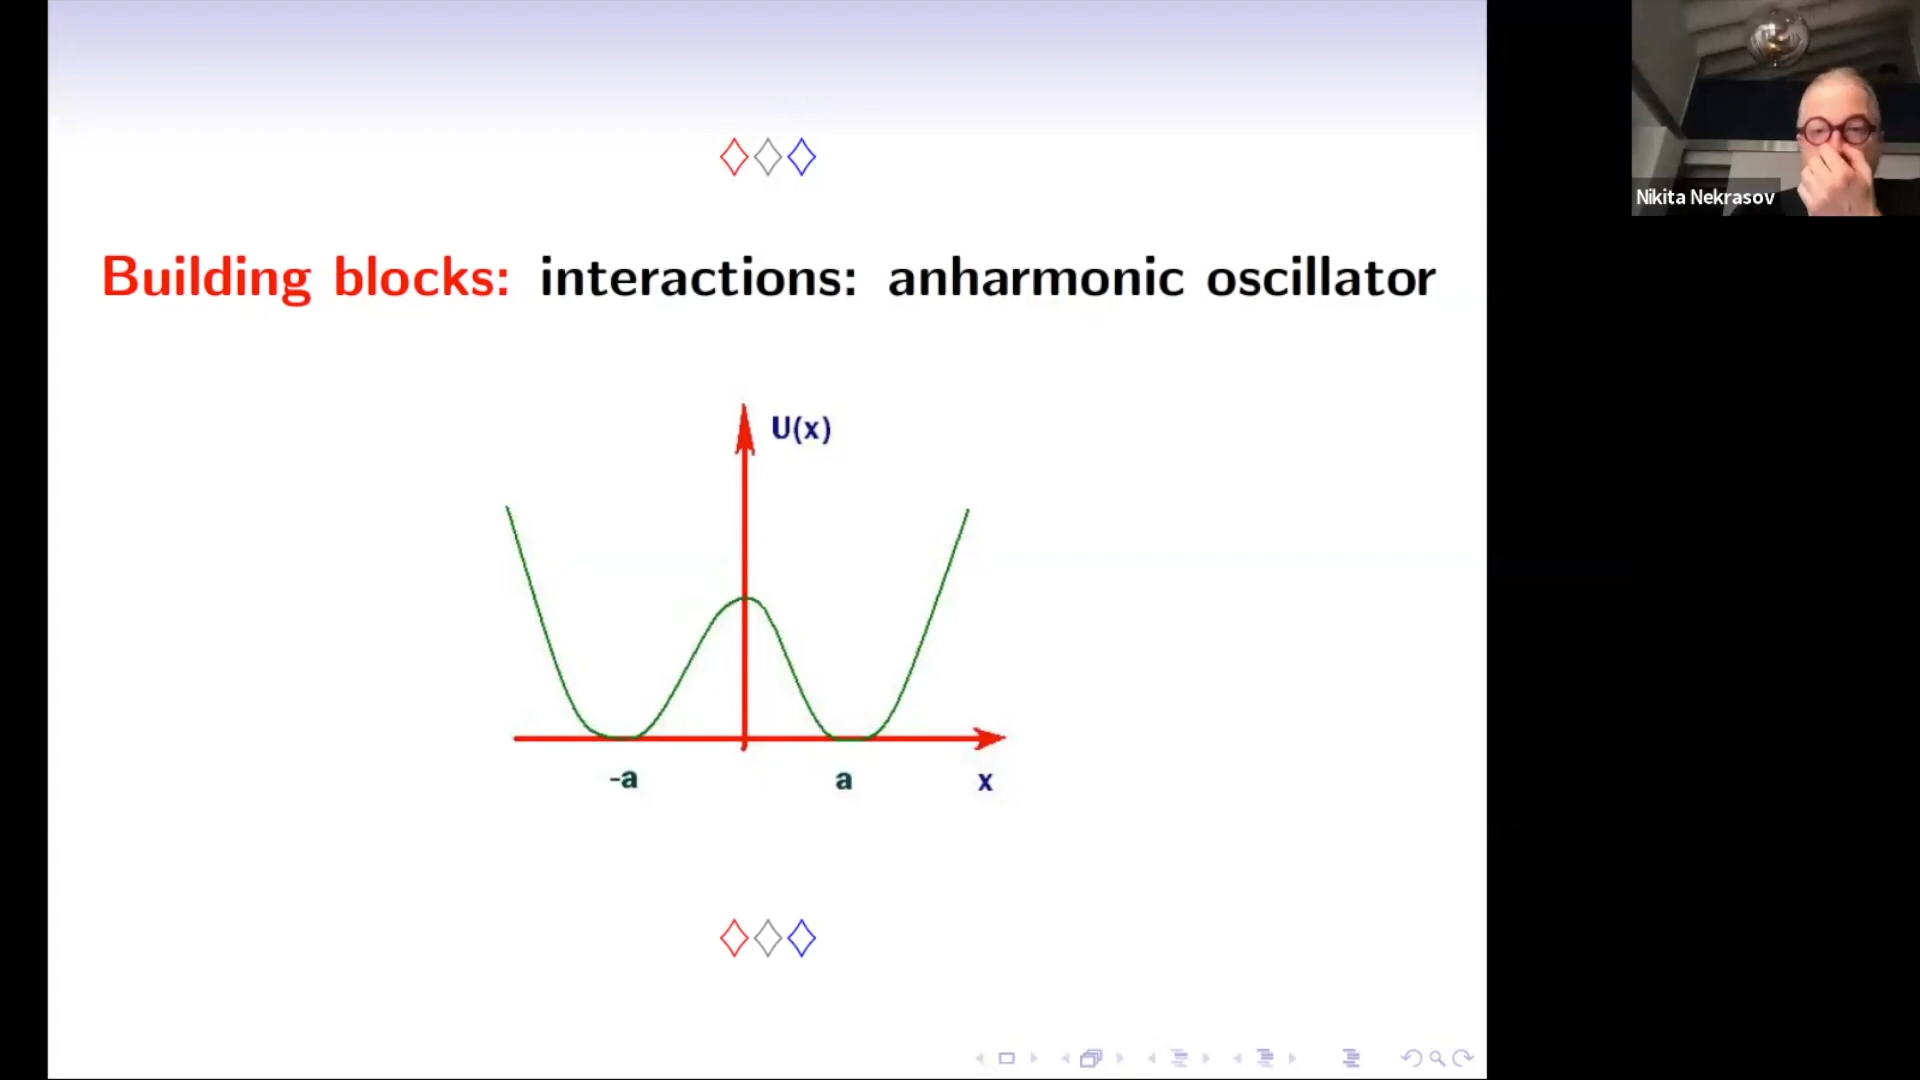 Building blocks: interactions: anharmonic oscillator
U(x)
-a a x
Nikita Nekrasov